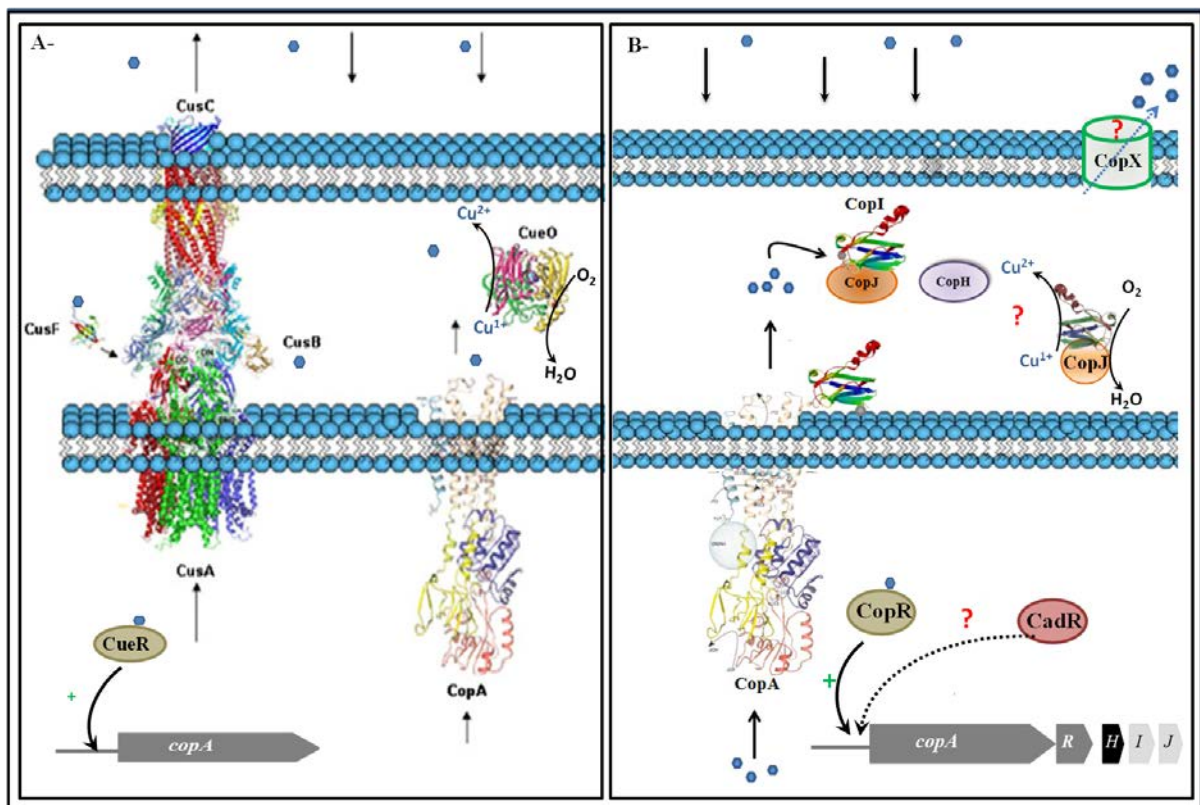 A-
CusC
Cu2+
CueO
O2
CusF
Cu1+
CusB
H2O
CusA
CueR
+
CopA
copA
B-
?
CopX
CopI
CopJ
CopH
Cu2+
O2
?
Cu1+
CopJ
H2O
CopR
?
CadR
CopA
+
copA
R
H
I
J